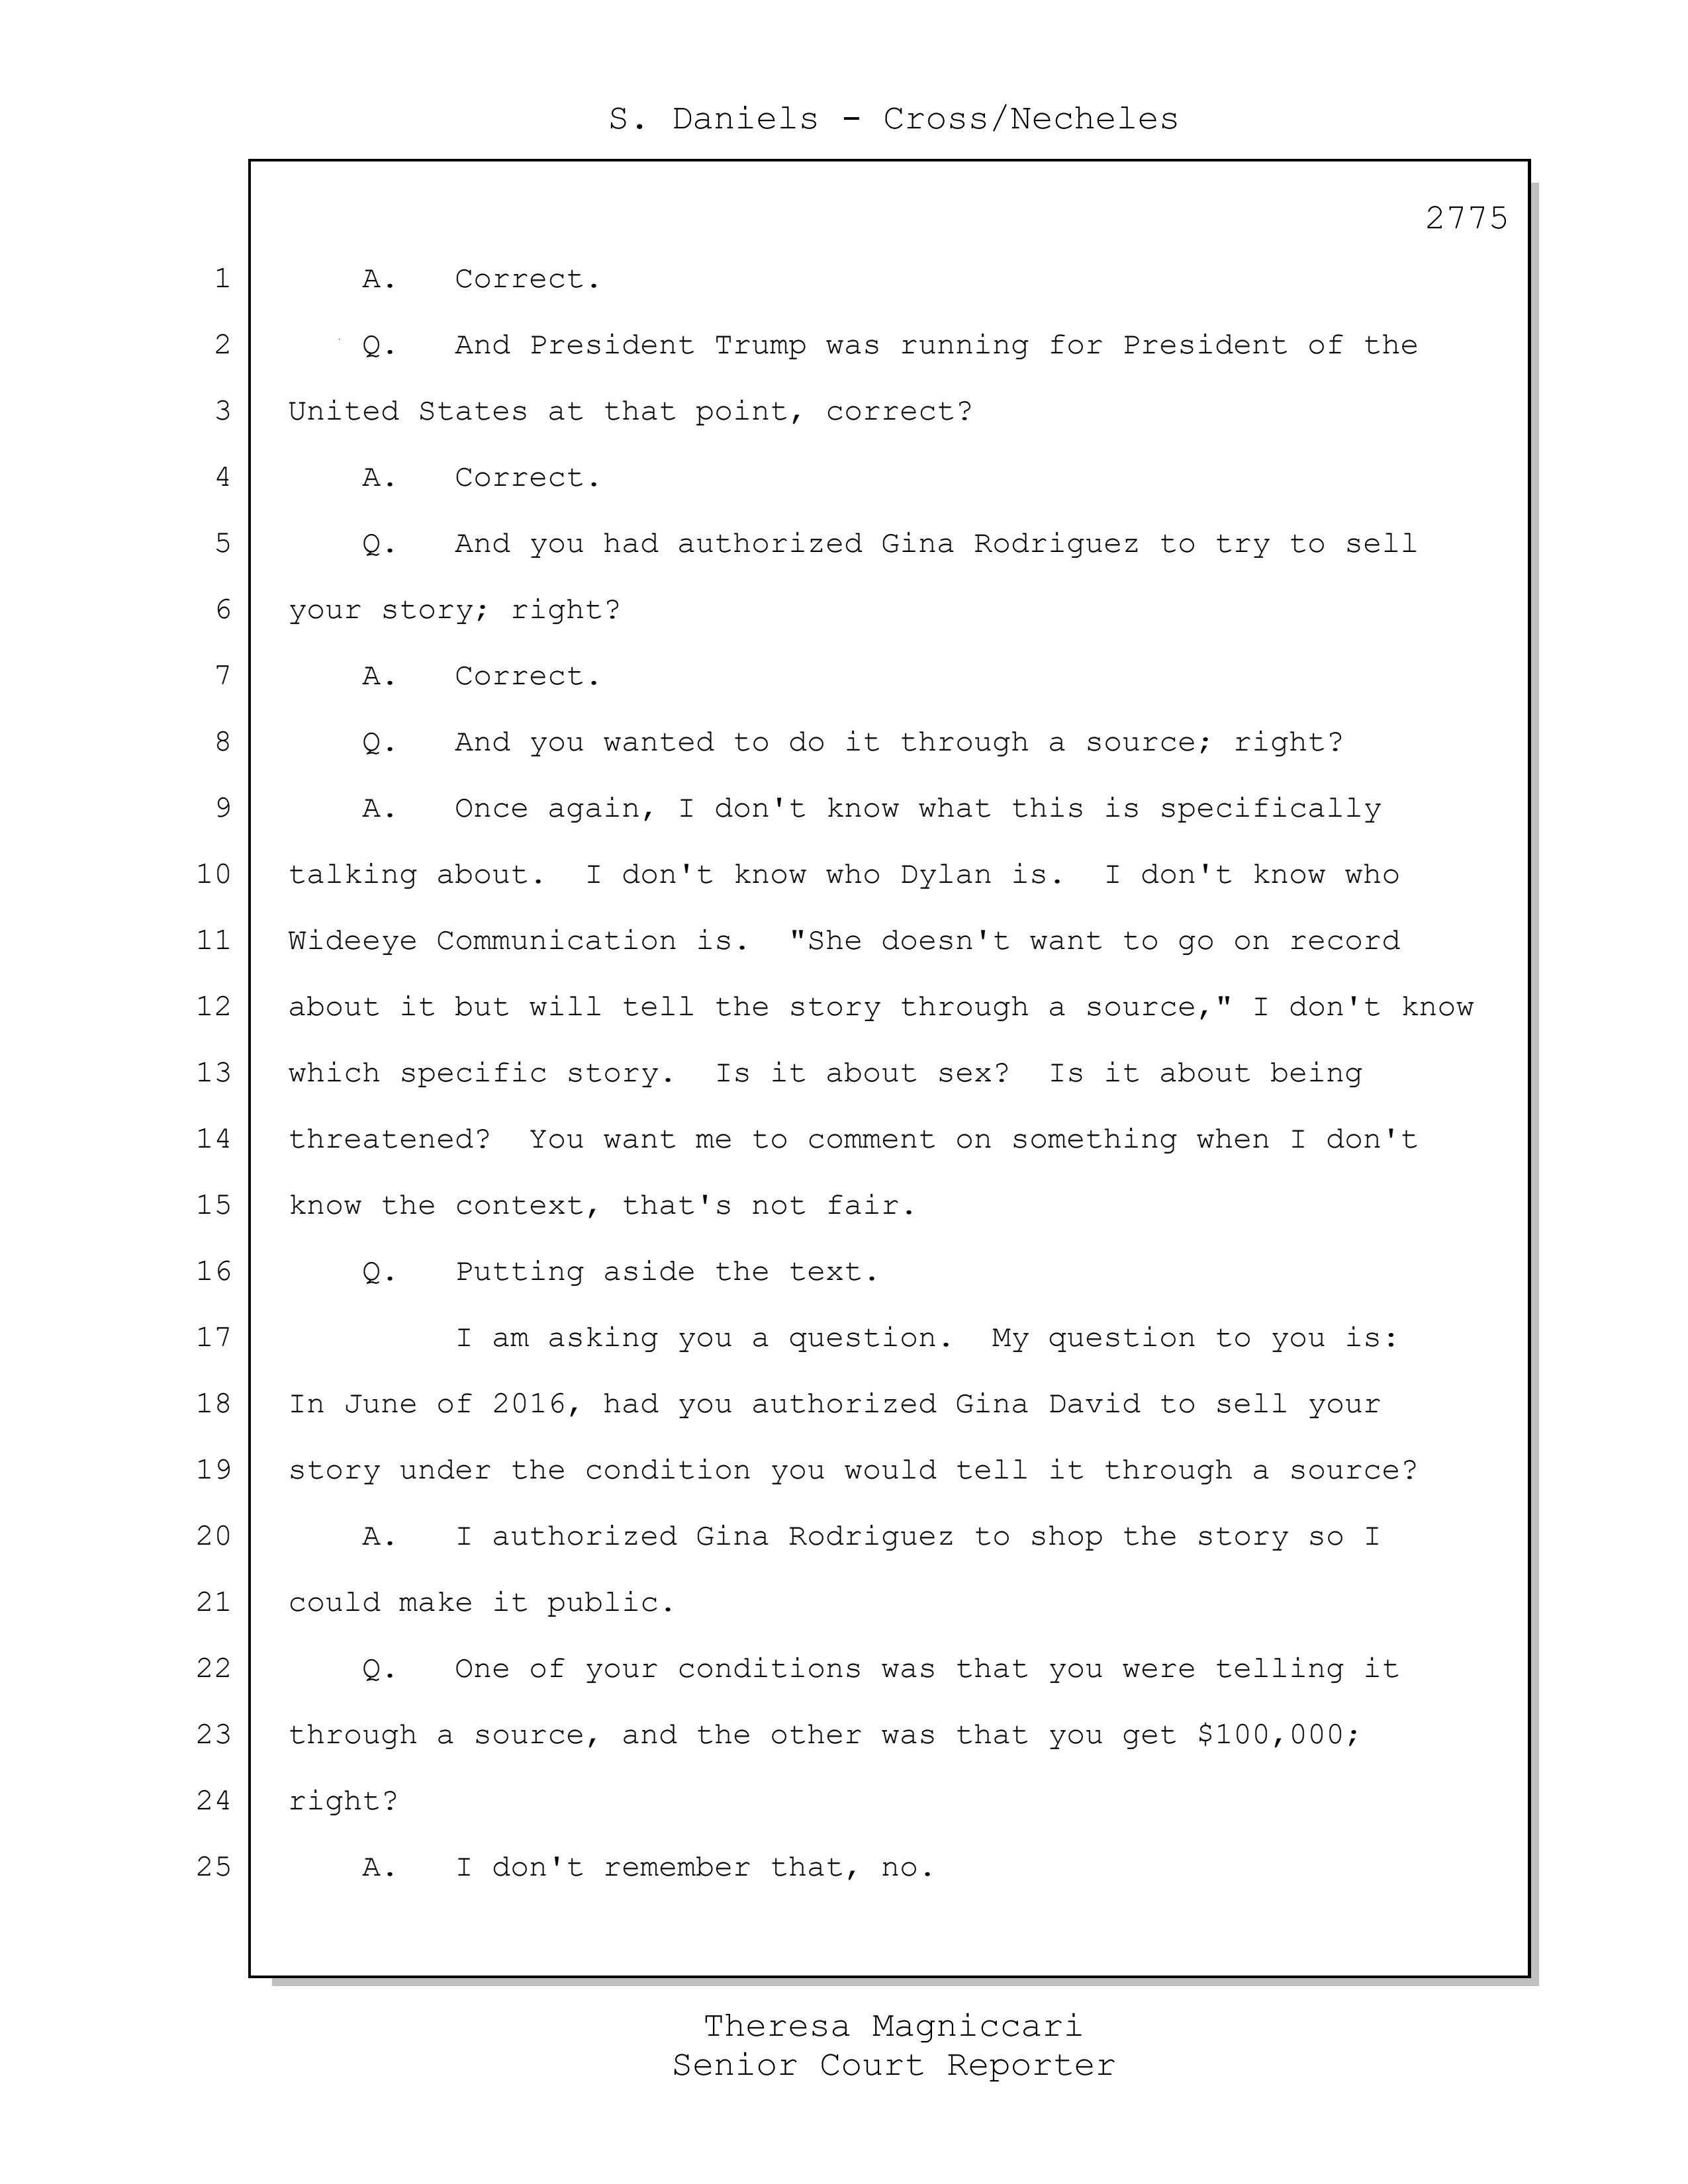 S. Daniels - Cross/Necheles
2775
1 A. Correct.
2 Q. And President Trump was running for President of the
3 United States at that point, correct?
4 A. Correct.
5 Q. And you had authorized Gina Rodriguez to try to sell
6 your story; right?
7 A. Correct.
8 Q. And you wanted to do it through a source; right?
9 A. Once again, I don't know what this is specifically
10 talking about. I don't know who Dylan is. I don't know who
11 Wideeye Communication is. "She doesn't want to go on record
12 about it but will tell the story through a source," I don't know
13 which specific story. Is it about sex? Is it about being
14 threatened? You want me to comment on something when I don't
15 know the context, that's not fair.
16 Q. Putting aside the text.
17 I am asking you a question. My question to you is:
18 In June of 2016, had you authorized Gina David to sell your
19 story under the condition you would tell it through a source?
20 A. I authorized Gina Rodriguez to shop the story so I
21 could make it public.
22 Q. One of your conditions was that you were telling it
23 through a source, and the other was that you get $100,000;
24 right?
25 A. I don't remember that, no.
Theresa Magniccari
Senior Court Reporter